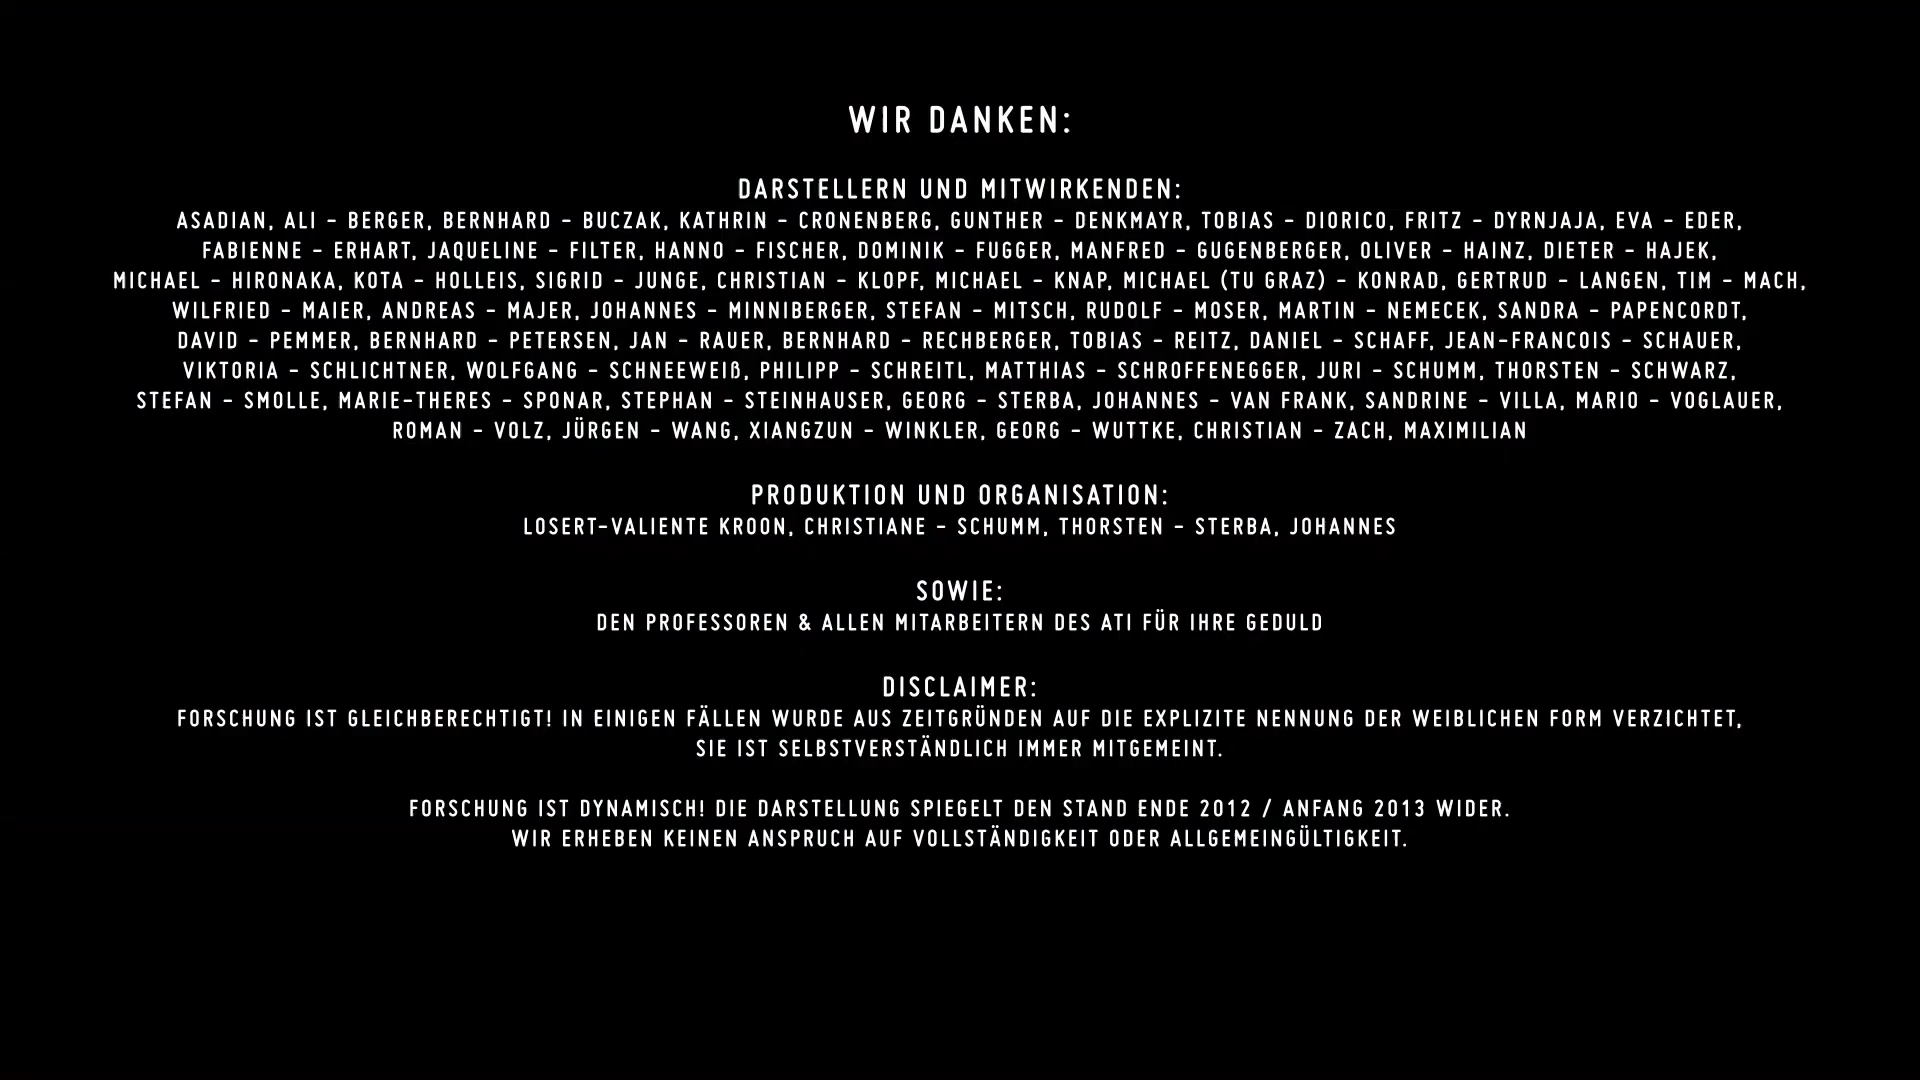 WIR DANKEN:
DARSTELLERN UND MITWIRKENDEN:
ASADIAN, ALI - BERGER, BERNHARD - BUCZAK, KATHRIN - CRONENBERG, GUNTHER - DENKMAYR, TOBIAS - DIORICO, FRITZ - DYRNJAJA, EVA - EDER,
FABIENNE - ERHART, JAQUELINE - FILTER, HANNO - FISCHER, DOMINIK - FUGGER, MANFRED - GUGENBERGER, OLIVER - HAINZ, DIETER - HAJEK,
MICHAEL - HIRONAKA, KOTA - HOLLEIS, SIGRID - JUNGE, CHRISTIAN - KLOPF, MICHAEL - KNAP, MICHAEL (TU GRAZ) - KONRAD, GERTRUD - LANGEN, TIM - MACH,
WILFRIED - MAIER, ANDREAS - MAJER, JOHANNES - MINNIBERGER, STEFAN - MITSCH, RUDOLF - MOSER, MARTIN - NEMECEK, SANDRA - PAPENCORDT,
DAVID - PEMMER, BERNHARD - PETERSEN, JAN - RAUER, BERNHARD - RECHBERGER, TOBIAS - REITZ, DANIEL - SCHAFF, JEAN-FRANCOIS - SCHAUER,
VIKTORIA - SCHLICHTNER, WOLFGANG - SCHNEEWEIß, PHILIPP - SCHREITL, MATTHIAS - SCHROFFENEGGER, JURI - SCHUMM, THORSTEN - SCHWARZ,
STEFAN - SMOLLE, MARIE-THERES - SPONAR, STEPHAN - STEINHAUSER, GEORG - STERBA, JOHANNES - VAN FRANK, SANDRINE - VILLA, MARIO - VOGLAUER,
ROMAN - VOLZ, JÜRGEN - WANG, XIANGZUN - WINKLER, GEORG - WUTTKE, CHRISTIAN - ZACH, MAXIMILIAN
PRODUKTION UND ORGANISATION:
LOSERT-VALIENTE KROON, CHRISTIANE - SCHUMM, THORSTEN - STERBA, JOHANNES
SOWIE:
DEN PROFESSOREN & ALLEN MITARBEITERN DES ATI FÜR IHRE GEDULD
DISCLAIMER:
FORSCHUNG IST GLEICHBERECHTIGT! IN EINIGEN FÄLLEN WURDE AUS ZEITGRÜNDEN AUF DIE EXPLIZITE NENNUNG DER WEIBLICHEN FORM VERZICHTET,
SIE IST SELBSTVERSTÄNDLICH IMMER MITGEMEINT.
FORSCHUNG IST DYNAMISCH! DIE DARSTELLUNG SPIEGELT DEN STAND ENDE 2012 / ANFANG 2013 WIDER.
WIR ERHEBEN KEINEN ANSPRUCH AUF VOLLSTÄNDIGKEIT ODER ALLGEMEINGÜLTIGKEIT.